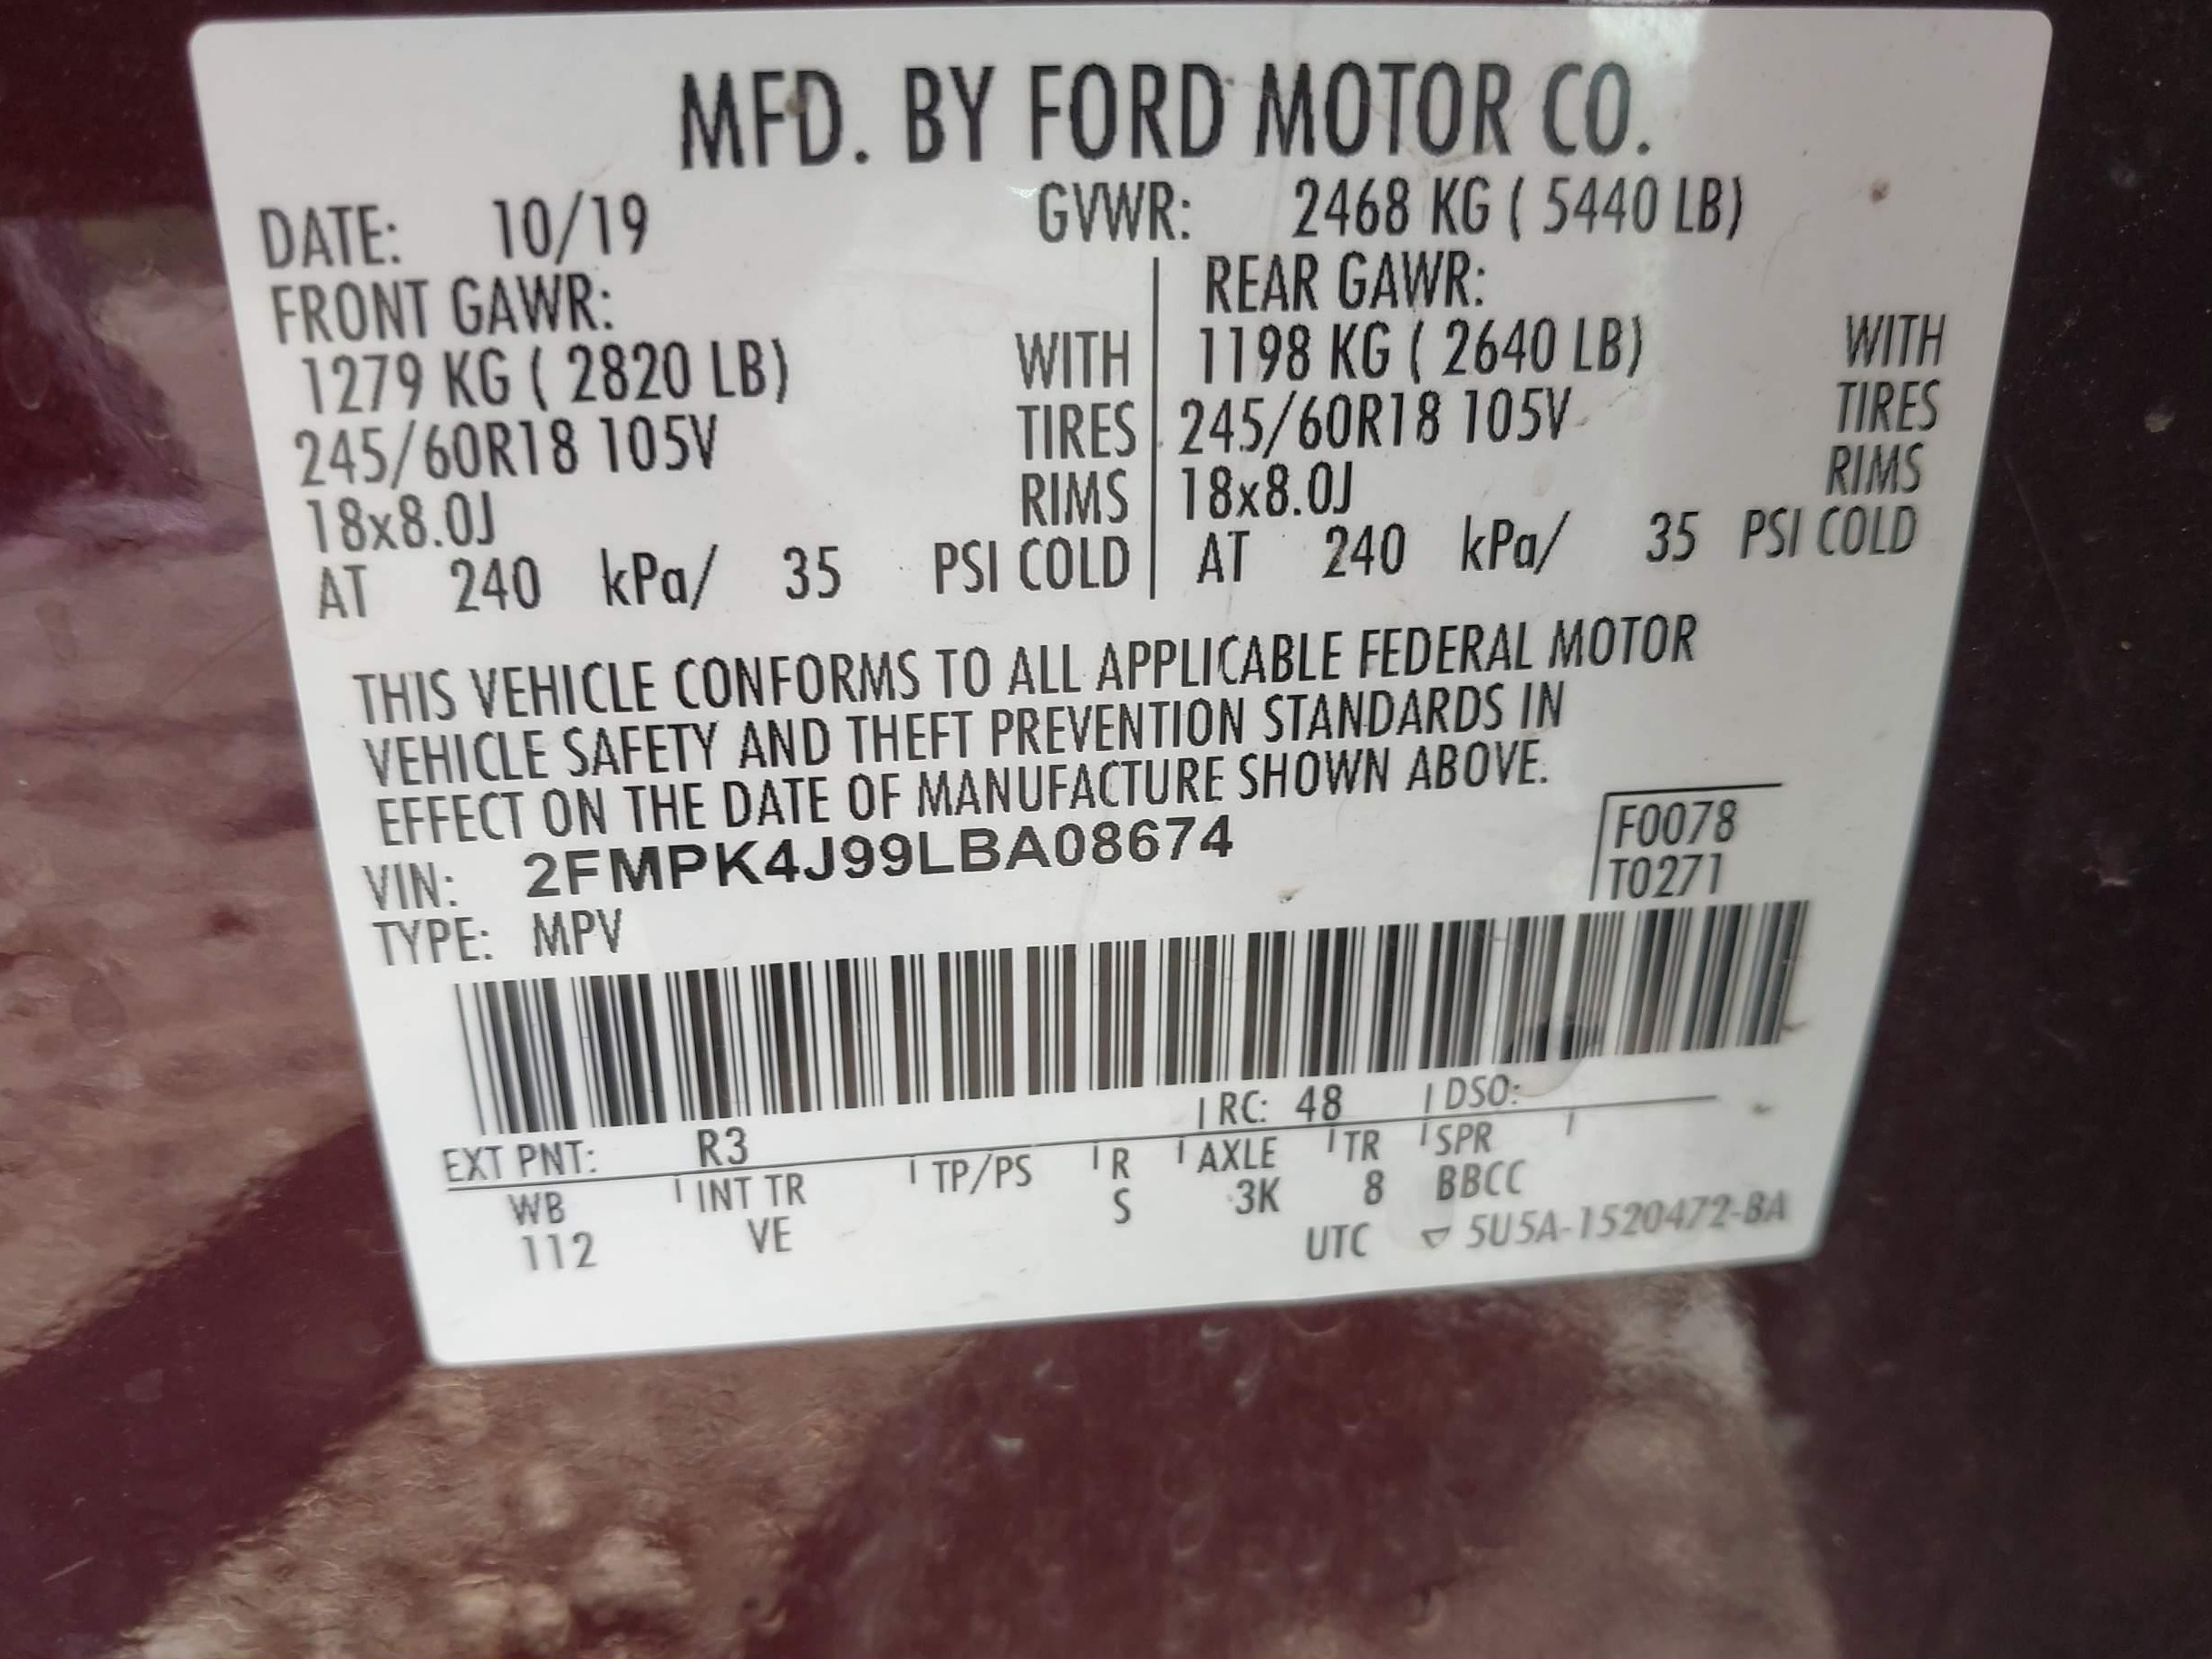 MFD. BY FORD MOTOR CO.
DATE: 10/19 GVWR: 2468 KG ( 5440 LB)
FRONT GAWR: REAR GAWR:
1279 KG ( 2820 LB) WITH 1198 KG ( 2640 LB) WITH
245/60R18 105V TIRES 245/60R18 105V TIRES
18x8.0J RIMS 18x8.0J RIMS
AT 240 kPa/ 35 PSI COLD AT 240 kPa/ 35 PSI COLD
THIS VEHICLE CONFORMS TO ALL APPLICABLE FEDERAL MOTOR
VEHICLE SAFETY AND THEFT PREVENTION STANDARDS IN
EFFECT ON THE DATE OF MANUFACTURE SHOWN ABOVE.
VIN: 2FMPK4J99LBA08674 F0078
TYPE: MPV T0271
EXT PNT: R3 RC: 48 DSO:
WB INT TR TP/PS R AXLE TR SPR
112 VE S 3K 8 BBCC
UTC 5U5A-1520472-BA